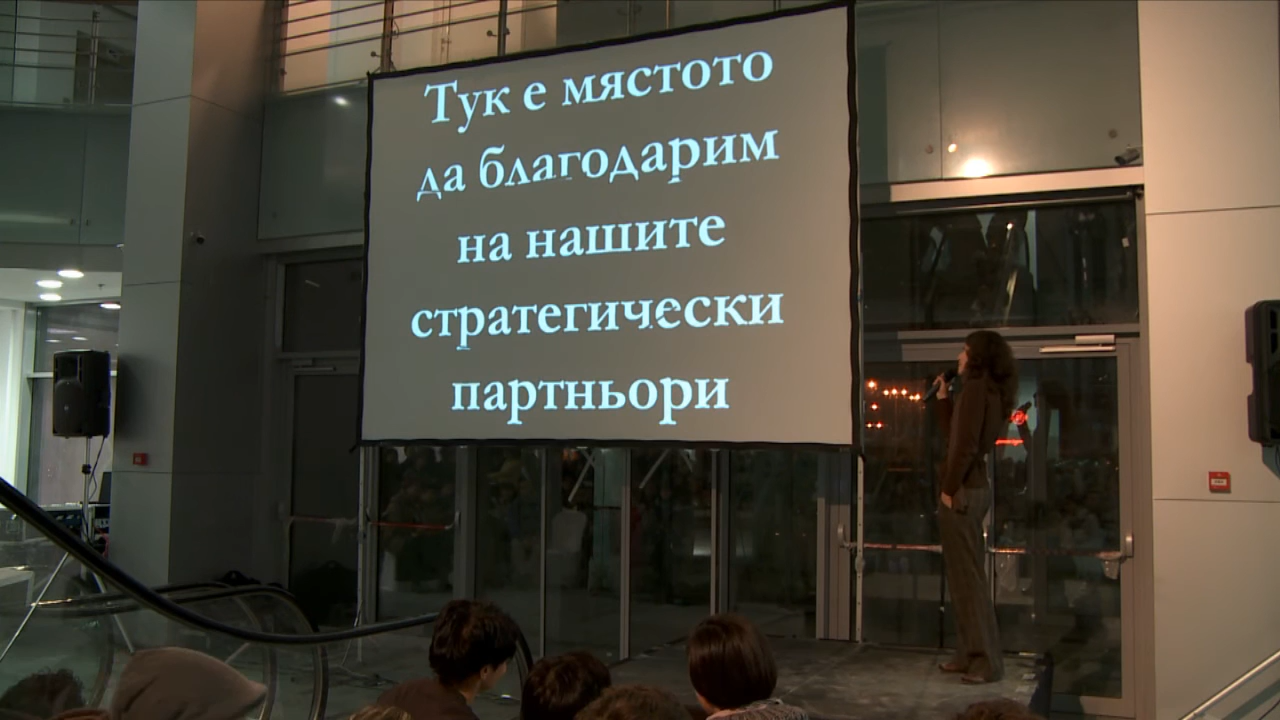 Тук е мястото
да благодарим
на нашите
стратегически
партньори